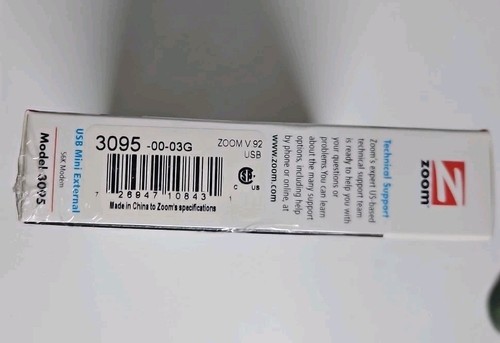 USB Mini External
56K Modem
Model 3095
3095 -00-03G
ZOOM V.92
USB
7 26947 10843 1
C US
Made in China to Zoom's specifications
Technical Support
Zoom's expert US-based
technical support team
is ready to help you with
your questions or
problems. You can learn
about the many support
options, including help
by phone or online, at
www.zoom.com
Z
zoom